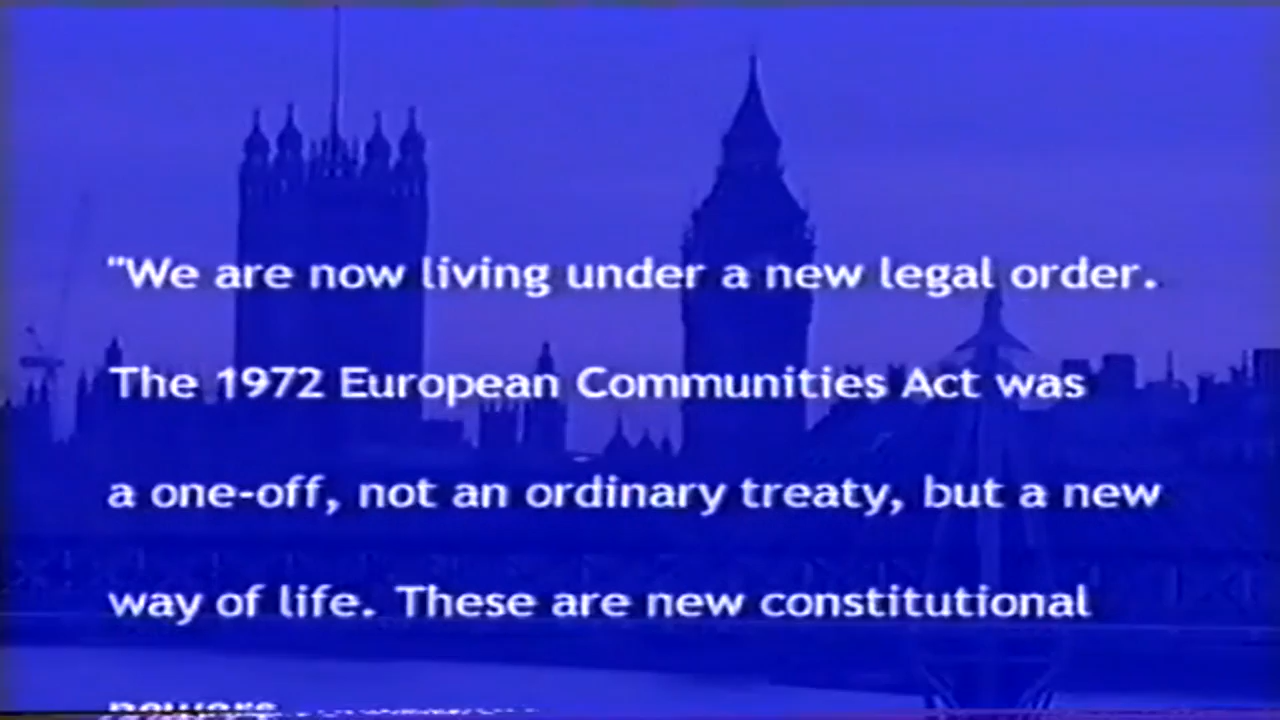 "We are now living under a new legal order.
The 1972 European Communities Act was
a one-off, not an ordinary treaty, but a new
way of life. These are new constitutional